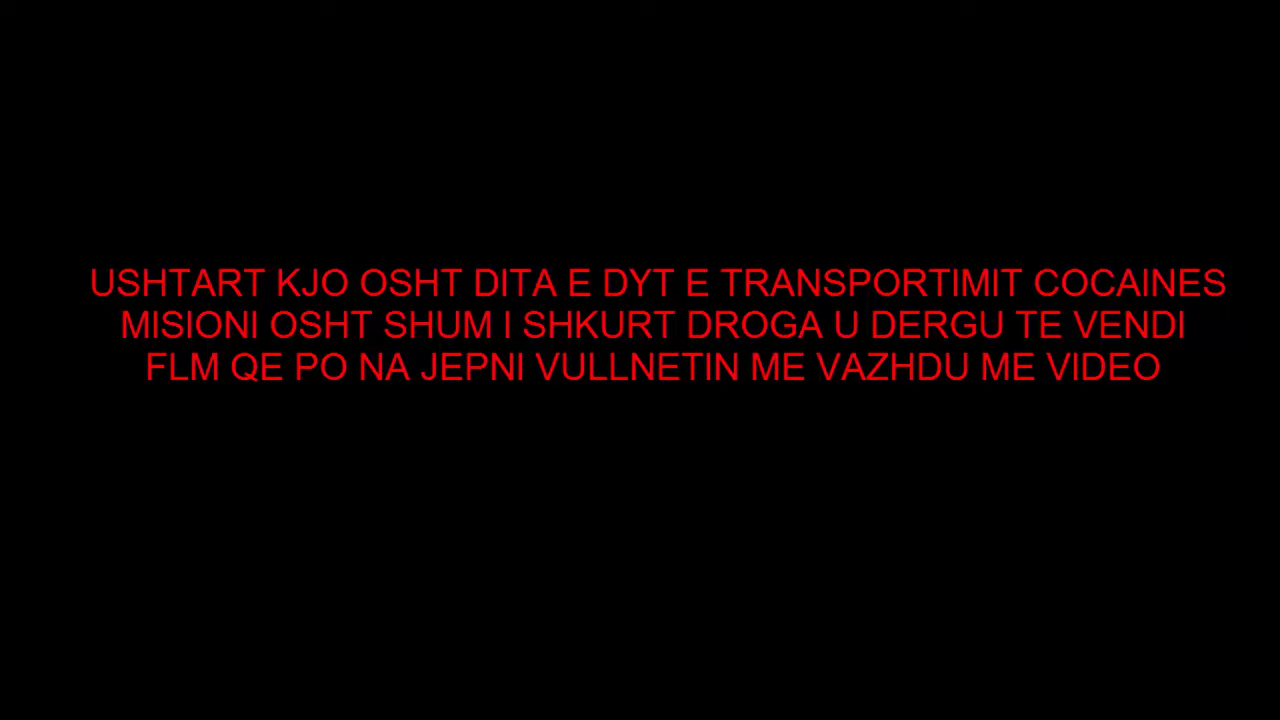 USHTART KJO OSHT DITA E DYT E TRANSPORTIMIT COCAINES
MISIONI OSHT SHUM I SHKURT DROGA U DERGU TE VENDI
FLM QE PO NA JEPNI VULLNETIN ME VAZHDU ME VIDEO